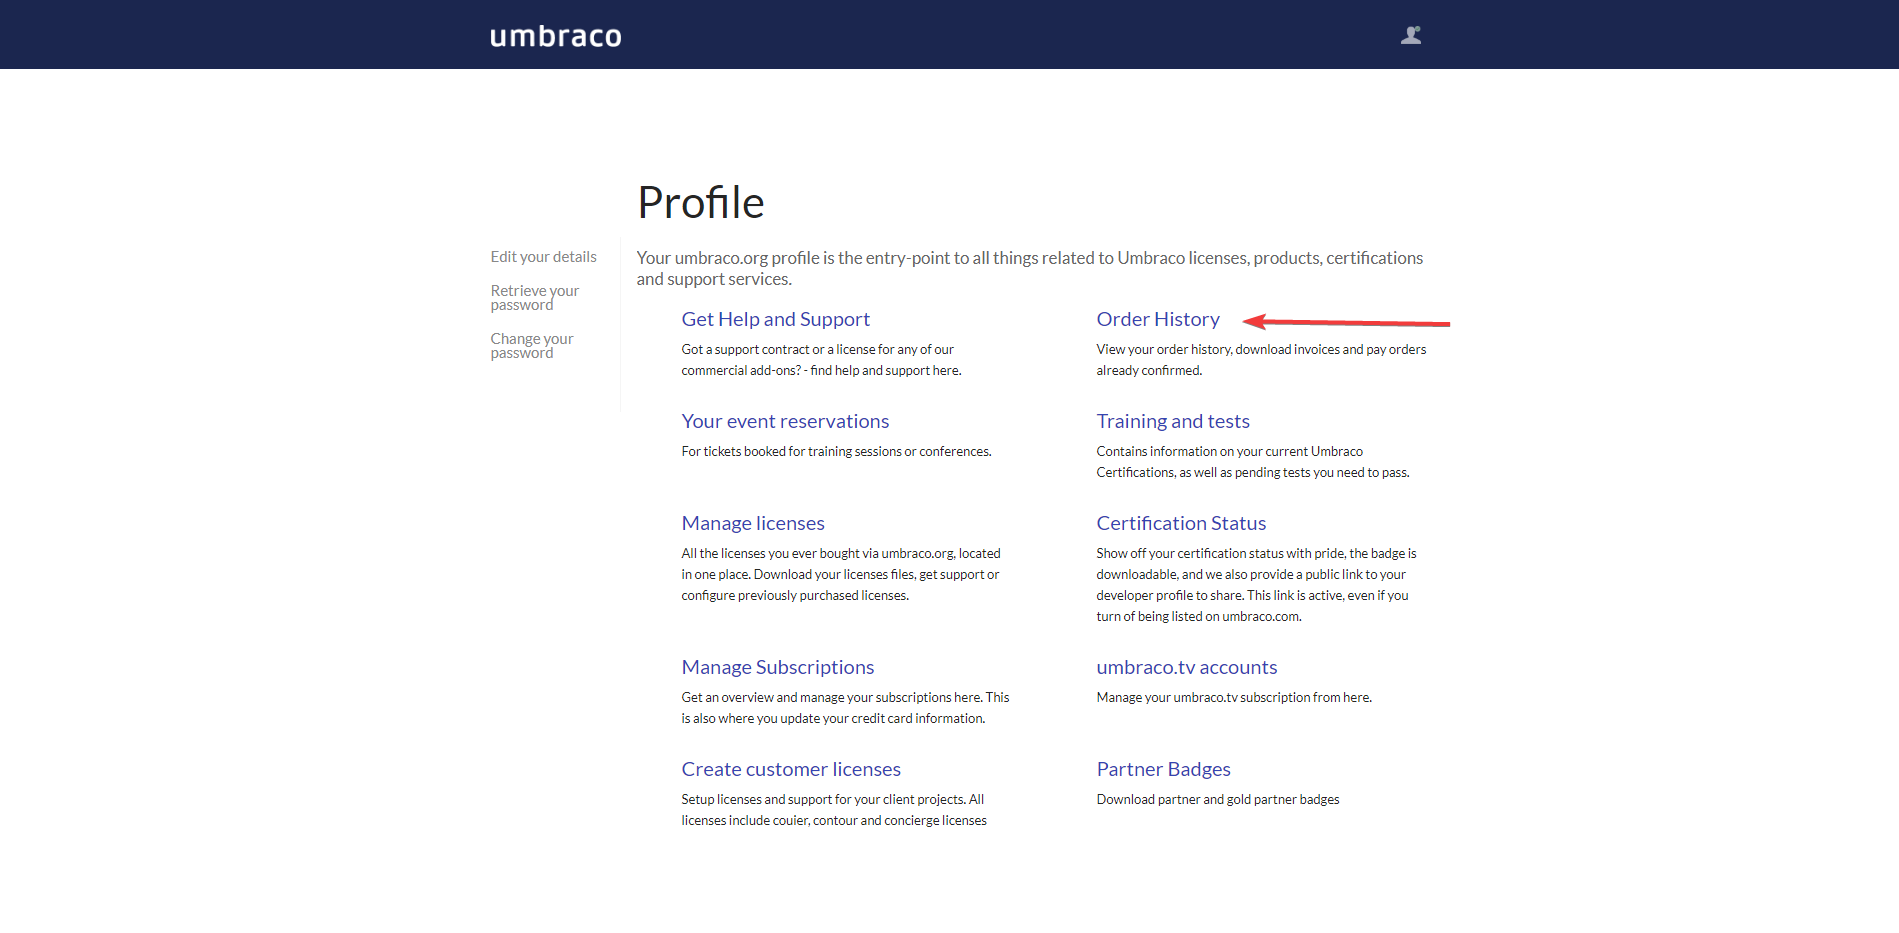 umbraco
Profile
Edit your details
Retrieve your
password
Change your
password
Your umbraco.org profile is the entry-point to all things related to Umbraco licenses, products, certifications
and support services.
Get Help and Support
Got a support contract or a license for any of our
commercial add-ons? - find help and support here.
Order History
View your order history, download invoices and pay orders
already confirmed.
Your event reservations
For tickets booked for training sessions or conferences.
Training and tests
Contains information on your current Umbraco
Certifications, as well as pending tests you need to pass.
Manage licenses
All the licenses you ever bought via umbraco.org, located
in one place. Download your licenses files, get support or
configure previously purchased licenses.
Certification Status
Show off your certification status with pride, the badge is
downloadable, and we also provide a public link to your
developer profile to share. This link is active, even if you
turn of being listed on umbraco.com.
Manage Subscriptions
Get an overview and manage your subscriptions here. This
is also where you update your credit card information.
umbraco.tv accounts
Manage your umbraco.tv subscription from here.
Create customer licenses
Setup licenses and support for your client projects. All
licenses include couier, contour and concierge licenses
Partner Badges
Download partner and gold partner badges